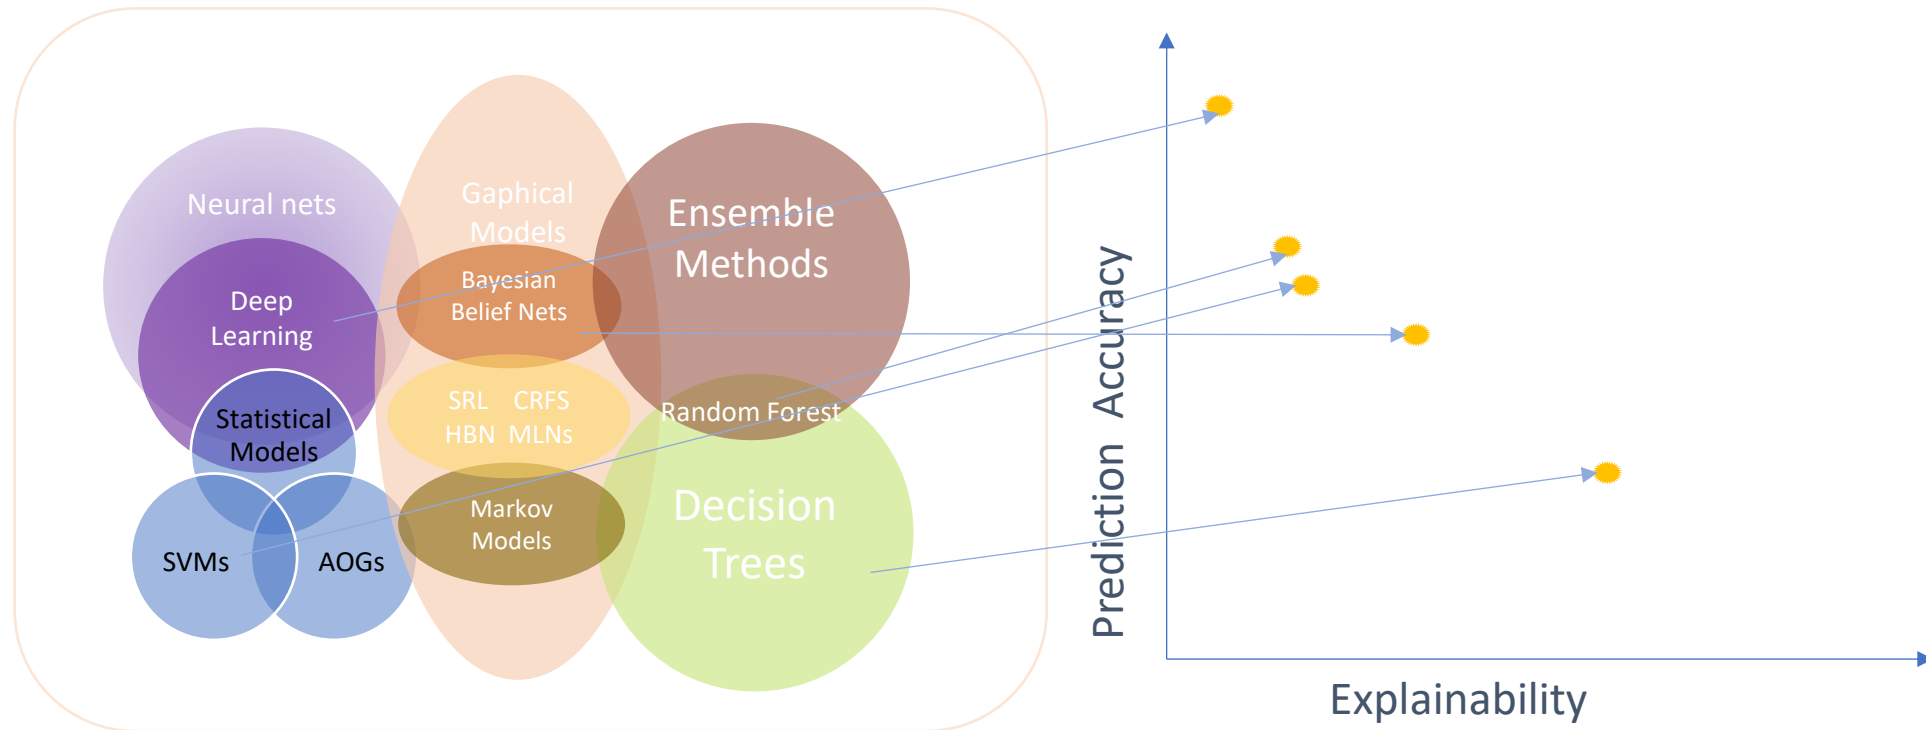 Neural nets
Deep
Learning
Statistical
Models
SVMs
AOGs
Gaphical
Models
Bayesian
Belief Nets
SRL CRFS
HBN MLNs
Markov
Models
Ensemble
Methods
Random Forest
Decision
Trees
Prediction Accuracy
Explainability